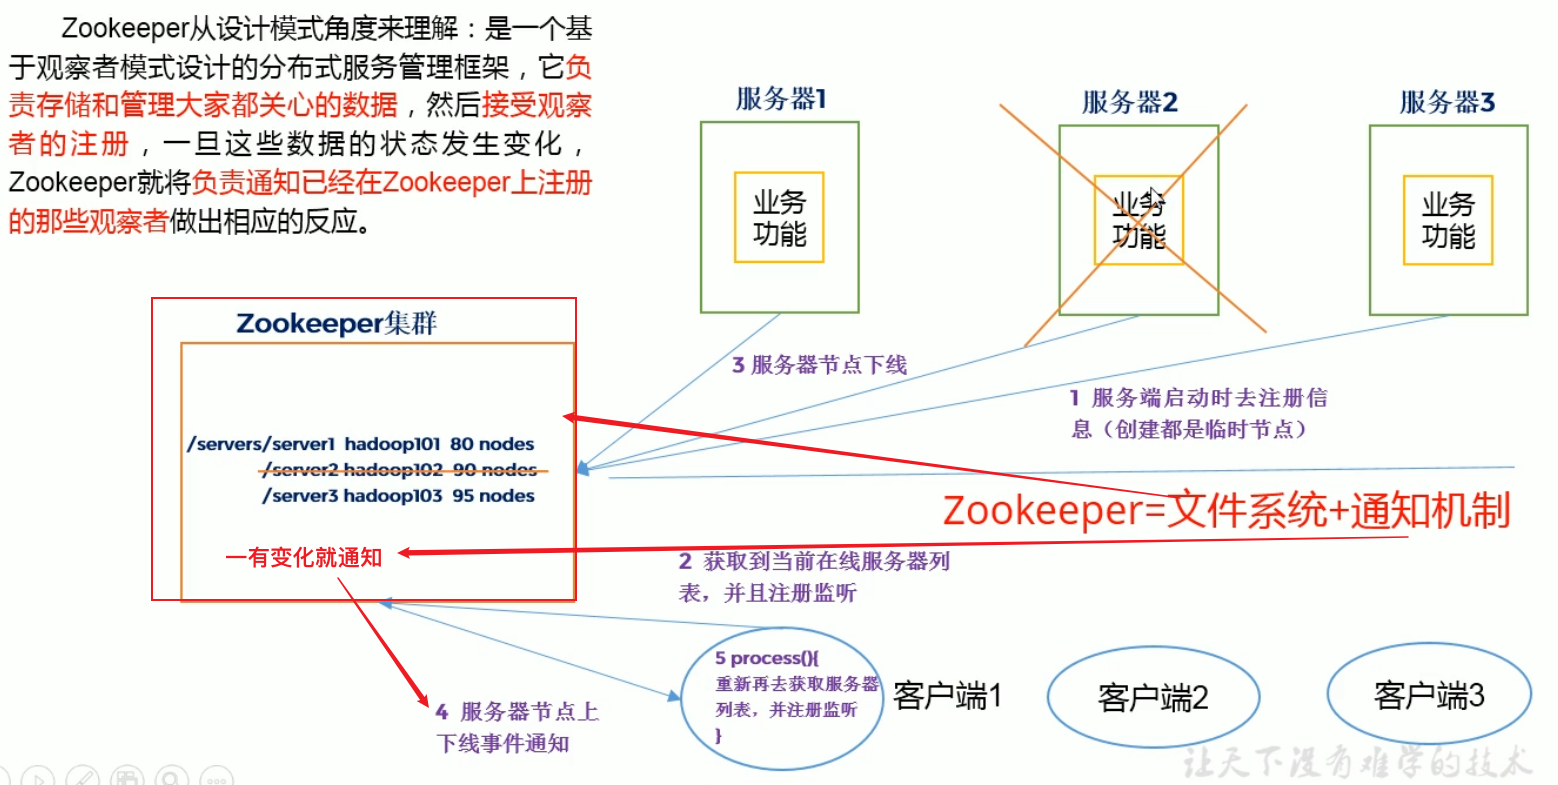 Zookeeper从设计模式角度来理解：是一个基
于观察者模式设计的分布式服务管理框架，它负
责存储和管理大家都关心的数据，然后接受观察
者的注册，一旦这些数据的状态发生变化，
Zookeeper就将负责通知已经在Zookeeper上注册
的那些观察者做出相应的反应。
服务器1
服务器2
服务器3
业务
功能
业务
功能
业务
功能
Zookeeper集群
3 服务器节点下线
1 服务端启动时去注册信
息（创建都是临时节点）
/servers/server1 hadoop101 80 nodes
/server2 hadoop102 90 nodes
/server3 hadoop103 95 nodes
Zookeeper=文件系统+通知机制
一有变化就通知
2 获取到当前在线服务器列
表，并且注册监听
5 process(){
重新再去获取服务器
列表，并注册监听
}
客户端1
客户端2
客户端3
4 服务器节点上
下线事件通知
让天下没有难学的技术